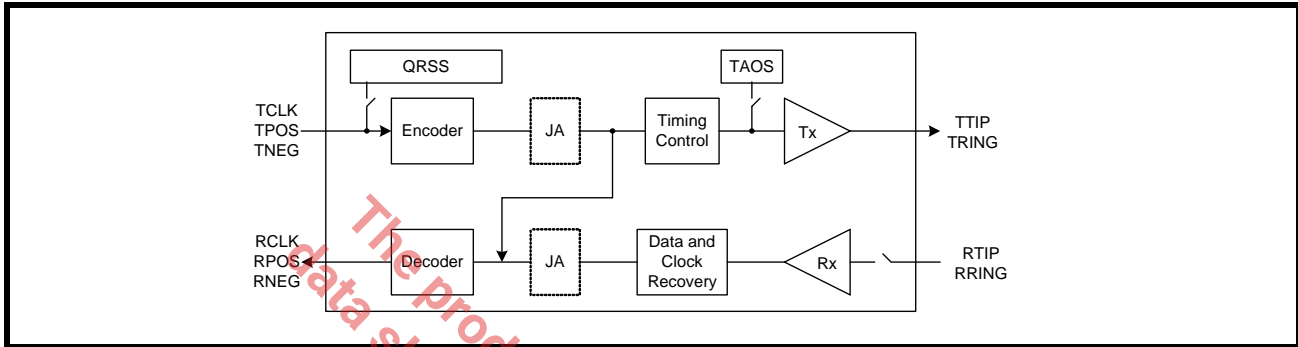 QRSS
TAOS
TCLK
TPOS
TNEG
Encoder
JA
Timing
Control
Tx
TTIP
TRING
RCLK
RPOS
RNEG
Decoder
JA
Data and
Clock
Recovery
Rx
RTIP
RRING
The prod
data s